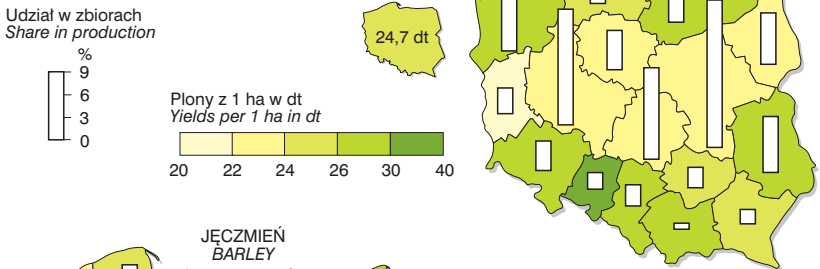 Udział w zbiorach
Share in production
%
9
6
3
0
24,7 dt
Plony z 1 ha w dt
Yields per 1 ha in dt
20 22 24 26 30 40
JĘCZMIEŃ
BARLEY